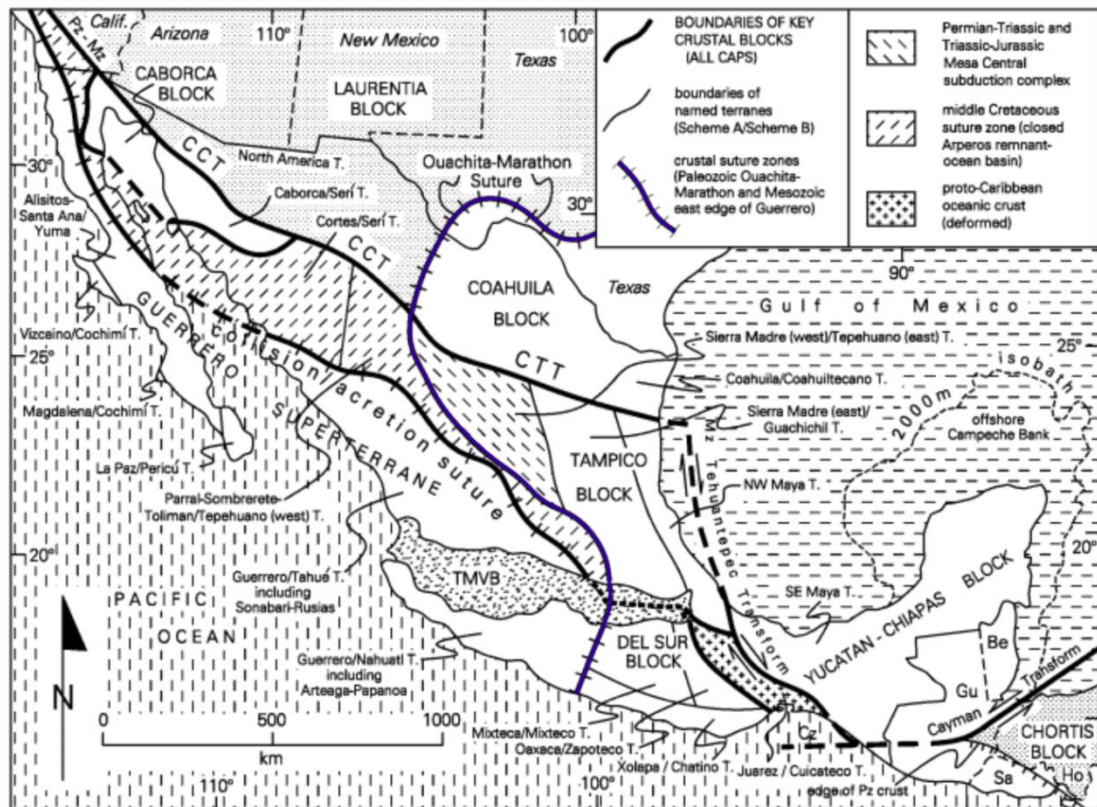 Calif.
Pz-Mz
Arizona
New Mexico
Texas
100°
110°
CABORCA
BLOCK
LAURENTIA
BLOCK
BOUNDARIES OF KEY
CRUSTAL BLOCKS
(ALL CAPS)
boundaries of
named terranes
(Scheme A/Scheme B)
crustal suture zones
(Paleozoic Ouachita-
Marathon and Mesozoic
east edge of Guerrero)
Permian-Triassic and
Triassic-Jurassic
Mesa Central
subduction complex
middle Cretaceous
suture zone (closed
Arperos remnant-
ocean basin)
proto-Caribbean
oceanic crust
(deformed)
30°
CCT
North America T.
Ouachita-Marathon
Suture
30°
Alisitos-
Santa Ana/
Yuma
Caborca/Serí T.
Cortes/Serí T.
CCT
COAHUILA
BLOCK
Texas
90°
Gulf of Mexico
GUERRERO
SUPERTERRANE
collision/acretion suture
Vizcaino/Cochimí T.
25°
CTT
Sierra Madre (west)/Tepehuano (east) T.
25°
isobath
2000m
Coahuila/Coahuiltecano T.
Magdalena/Cochimí T.
Sierra Madre (east)/
Guachichil T.
offshore
Campeche Bank
La Paz/Pericú T.
TAMPICO
BLOCK
Mz Tehuantepec Transform
NW Maya T.
Parral-Sombrerete-
Toliman/Tepehuano (west) T.
20°
20°
TMVB
Guerrero/Tahué T.
including
Sonabari-Rusias
SE Maya T.
YUCATAN - CHIAPAS BLOCK
PACIFIC
OCEAN
DEL SUR
BLOCK
Be
Guerrero/Nahuatl T.
including
Arteaga-Papanoa
Gu
N
Cayman Transform
0 500 1000
km
Mixteca/Mixteco T.
Oaxaca/Zapoteco T.
Xolapa / Chatino T.
Juarez / Cuicateco T.
Cz
CHORTIS
BLOCK
edge of Pz crust
Sa
Ho
110°
100°